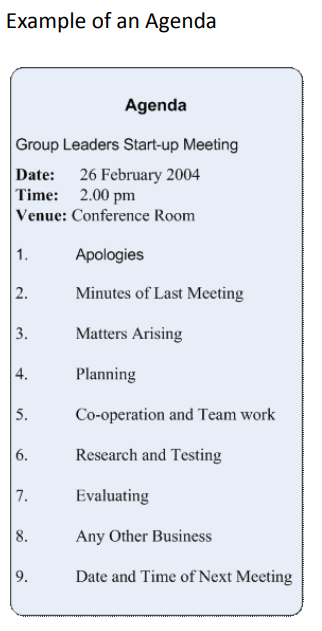 Example of an Agenda
Agenda
Group Leaders Start-up Meeting
Date: 26 February 2004
Time: 2.00 pm
Venue: Conference Room
1. Apologies
2. Minutes of Last Meeting
3. Matters Arising
4. Planning
5. Co-operation and Team work
6. Research and Testing
7. Evaluating
8. Any Other Business
9. Date and Time of Next Meeting